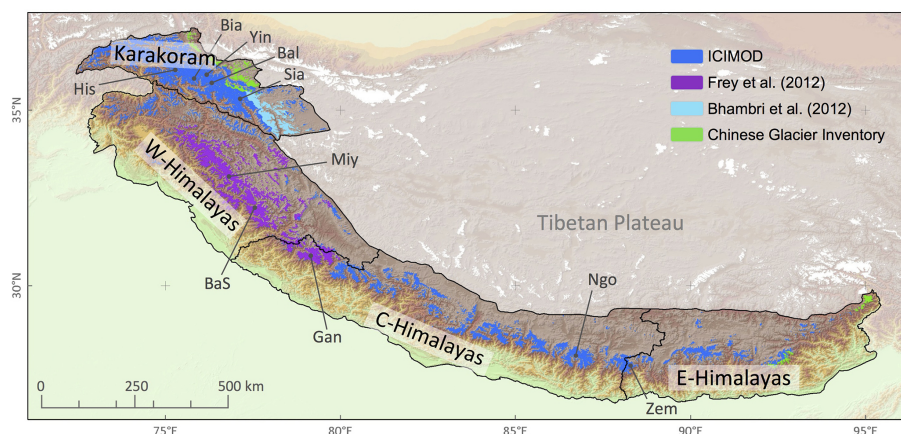 Bia
Yin
Karakoram
Bal
Sia
His
ICIMOD
Frey et al. (2012)
Bhambri et al. (2012)
Chinese Glacier Inventory
35°N
W-Himalayas
Miy
Tibetan Plateau
BaS
Gan
30°N
Ngo
C-Himalayas
E-Himalayas
Zem
0 250 500 km
75°E 80°E 85°E 90°E 95°E